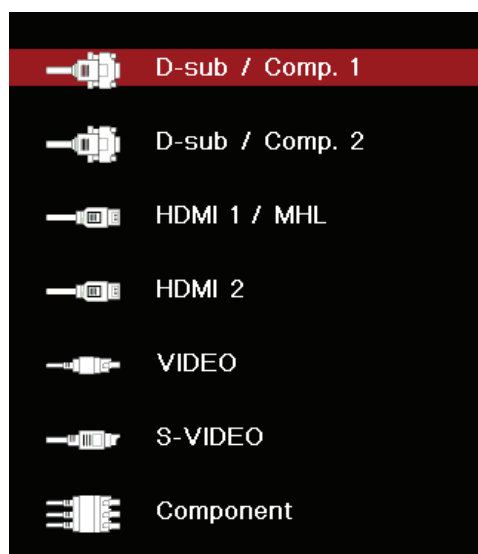 D-sub / Comp. 1
D-sub / Comp. 2
HDMI 1 / MHL
HDMI 2
VIDEO
S-VIDEO
Component